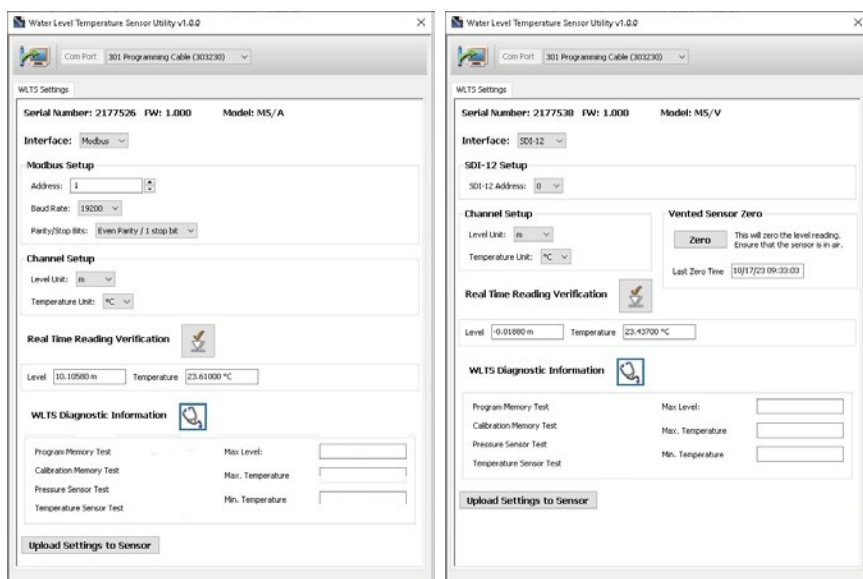 Water Level Temperature Sensor Utility v1.0.0
Com Port 301 Programming Cable (303230)
WLTS Settings
Serial Number: 2177526 FW: 1.000 Model: M5/A
Interface: Modbus
Modbus Setup
Address: 1
Baud Rate: 19200
Parity/Stop Bits: Even Parity / 1 stop bit
Channel Setup
Level Unit: m
Temperature Unit: °C
Real Time Reading Verification
Level 10.10580 m Temperature 23.61000 °C
WLTS Diagnostic Information
Program Memory Test Max Level:
Calibration Memory Test Max. Temperature
Pressure Sensor Test Min. Temperature
Temperature Sensor Test
Upload Settings to Sensor
Water Level Temperature Sensor Utility v1.0.0
Com Port 301 Programming Cable (303230)
WLTS Settings
Serial Number: 2177538 FW: 1.000 Model: M5/V
Interface: SDI-12
SDI-12 Setup
SDI-12 Address: 0
Channel Setup
Level Unit: m
Temperature Unit: °C
Vented Sensor Zero
Zero This will zero the level reading.
Ensure that the sensor is in air.
Last Zero Time 10/17/23 09:33:03
Real Time Reading Verification
Level -0.01880 m Temperature 23.43700 °C
WLTS Diagnostic Information
Program Memory Test Max Level:
Calibration Memory Test Max. Temperature
Pressure Sensor Test Min. Temperature
Temperature Sensor Test
Upload Settings to Sensor